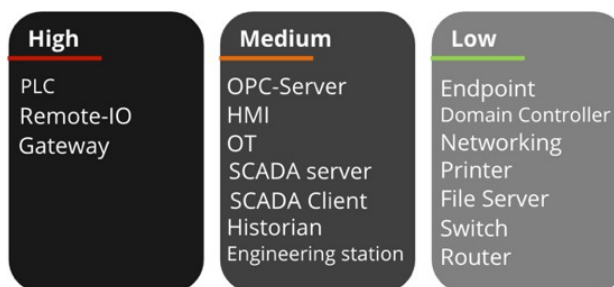 High
PLC
Remote-IO
Gateway
Medium
OPC-Server
HMI
OT
SCADA server
SCADA Client
Historian
Engineering station
Low
Endpoint
Domain Controller
Networking
Printer
File Server
Switch
Router